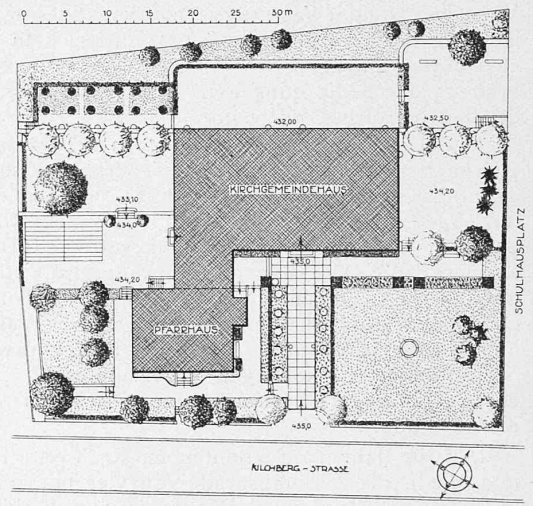 0 5 10 15 20 25 30 m
432,00
432,50
KIRCHGEMEINDEHAUS
434,20
433,10
434,0
435,0
SCHULHAUSPLATZ
434,20
PFARRHAUS
435,0
KILCHBERG - STRASSE